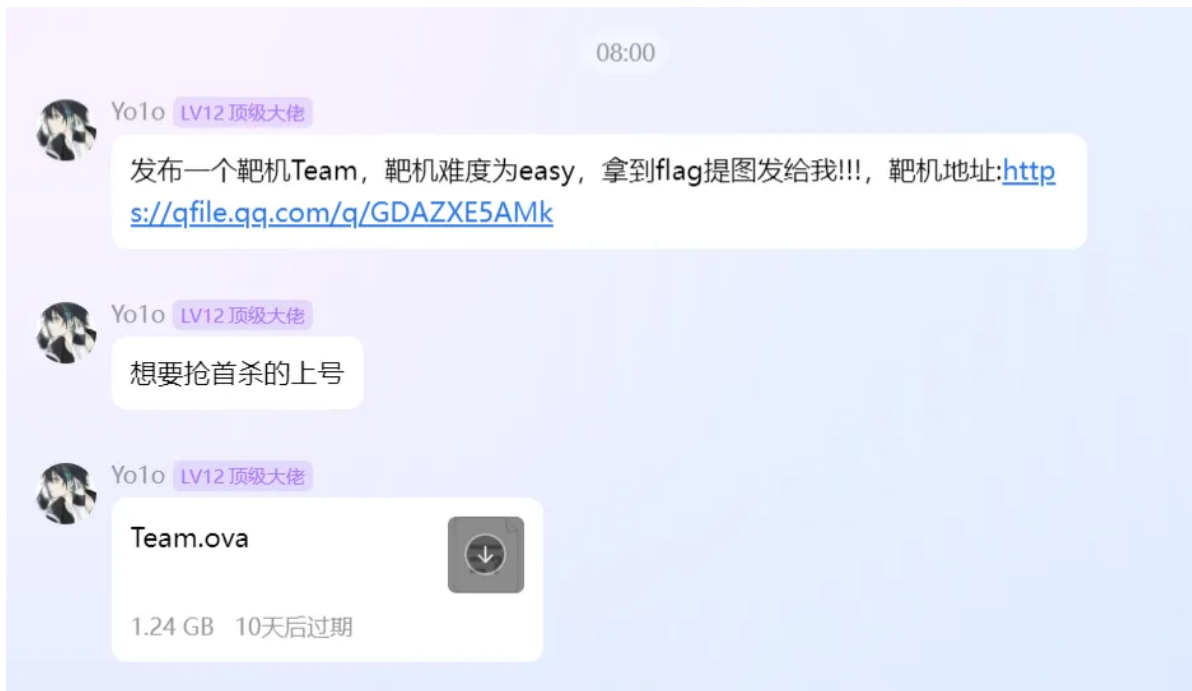 08:00
Yo1o LV12 顶级大佬
发布一个靶机Team，靶机难度为easy，拿到flag提图发给我!!!，靶机地址:http
s://qfile.qq.com/q/GDAZXE5AMk
Yo1o LV12 顶级大佬
想要抢首杀的上号
Yo1o LV12 顶级大佬
Team.ova
1.24 GB 10天后过期